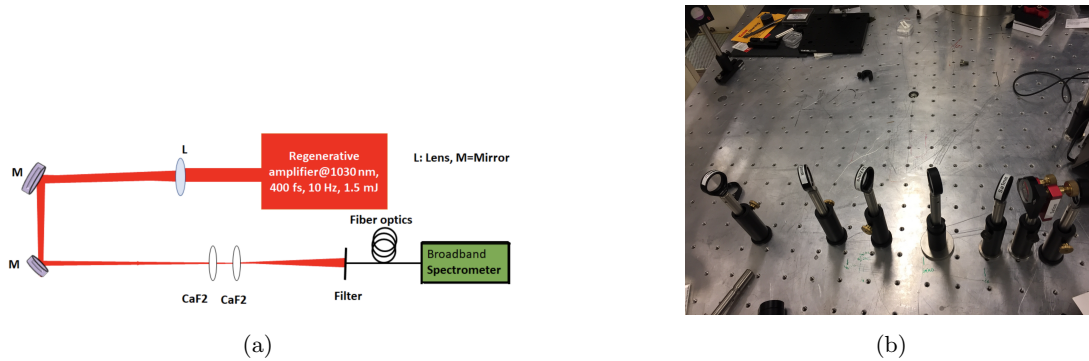 L
Regenerative
amplifier@1030 nm,
400 fs, 10 Hz, 1.5 mJ
L: Lens, M=Mirror
M
Fiber optics
M
Broadband
Spectrometer
CaF2
CaF2
Filter
(a)
(b)